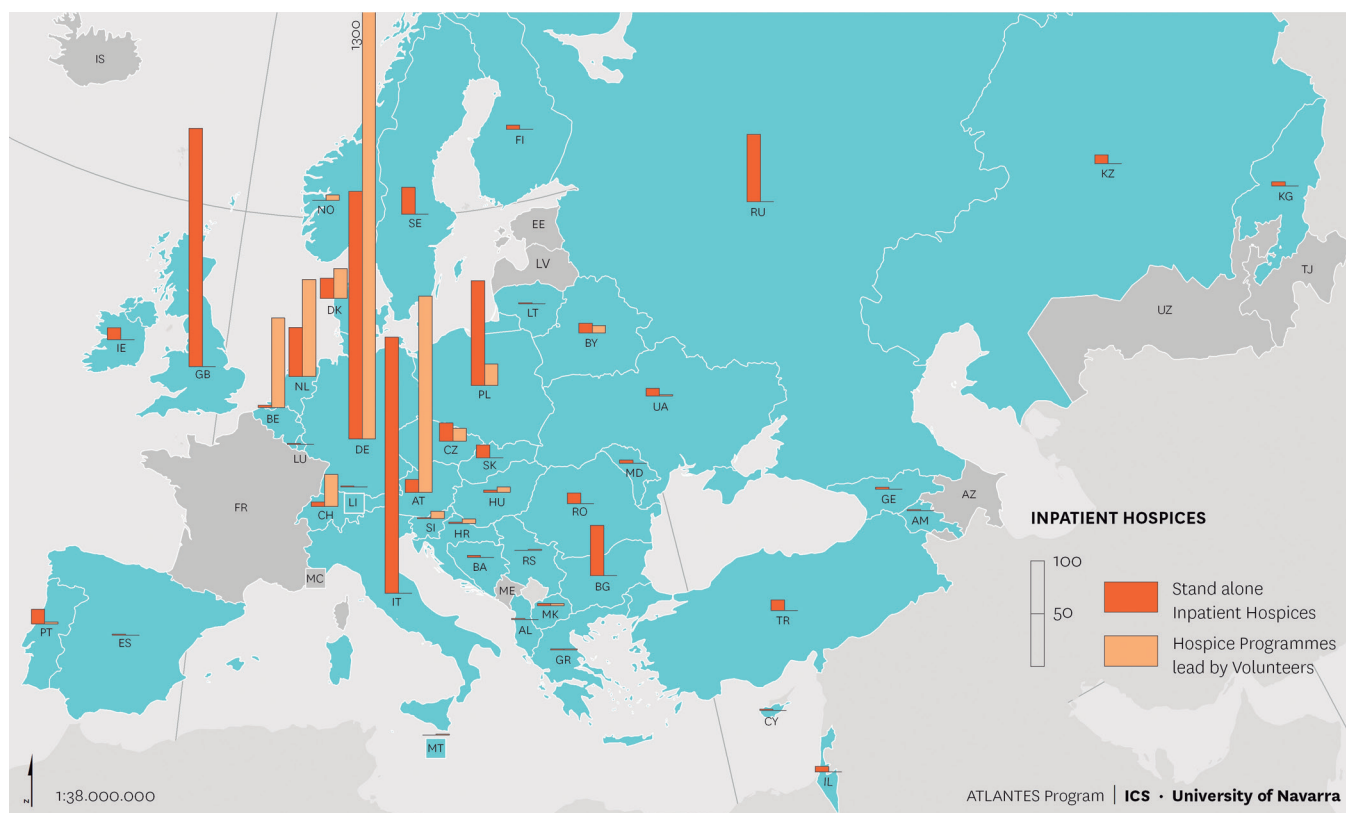 1300
IS
FI
KZ
NO
SE
RU
KG
EE
LV
TJ
DK
LT
UZ
IE
BY
GB
NL
PL
UA
BE
DE
CZ
LU
SK
MD
FR
CH
LI
AT
HU
RO
GE
AZ
SI
HR
AM
BA
RS
BG
MC
ME
IT
MK
TR
PT
ES
AL
GR
CY
MT
IL
INPATIENT HOSPICES
100
50
Stand alone
Inpatient Hospices
Hospice Programmes
lead by Volunteers
N
1:38.000.000
ATLANTES Program | ICS · University of Navarra